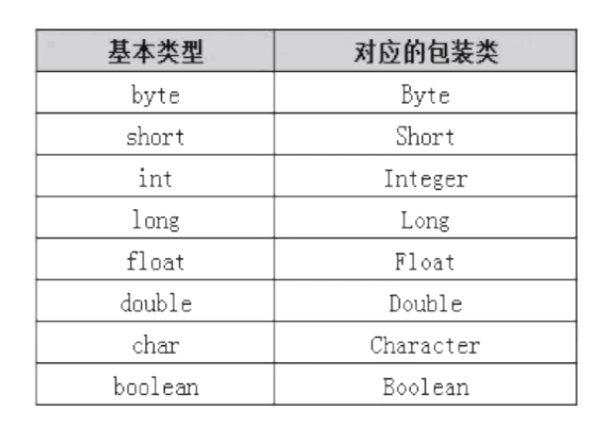 基本类型 对应的包装类
byte Byte
short Short
int Integer
long Long
float Float
double Double
char Character
boolean Boolean